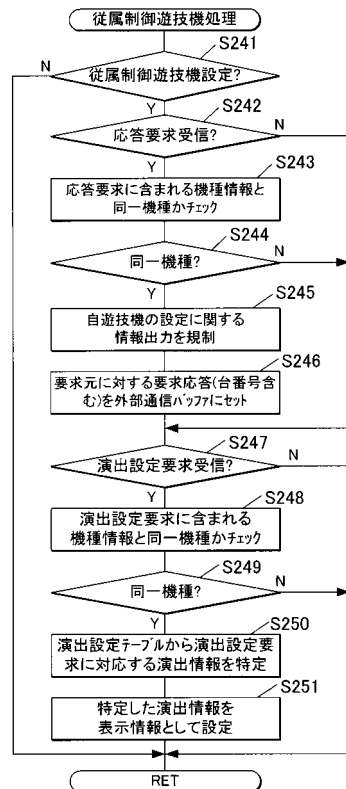 従属制御遊技機処理
S241
従属制御遊技機設定?
N
Y
S242
応答要求受信?
N
Y
S243
応答要求に含まれる機種情報と
同一機種かチェック
S244
同一機種?
N
Y
S245
自遊技機の設定に関する
情報出力を規制
S246
要求元に対する要求応答(台番号含
む)を外部通信バッファにセット
S247
演出設定要求受信?
N
Y
S248
演出設定要求に含まれる
機種情報と同一機種かチェック
S249
同一機種?
N
Y
S250
演出設定テーブルから演出設定要
求に対応する演出情報を特定
S251
特定した演出情報を
表示情報として設定
RET